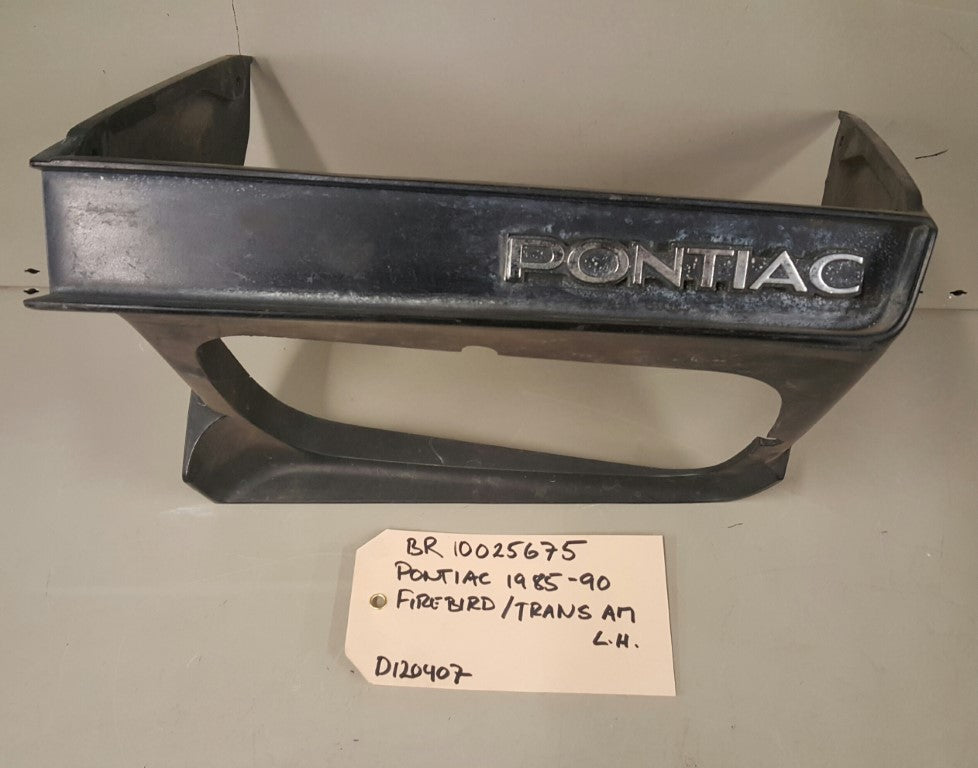 PONTIAC
BR 10025675
PONTIAC 1985-90
FIREBIRD/TRANS AM
L.H.
D120407